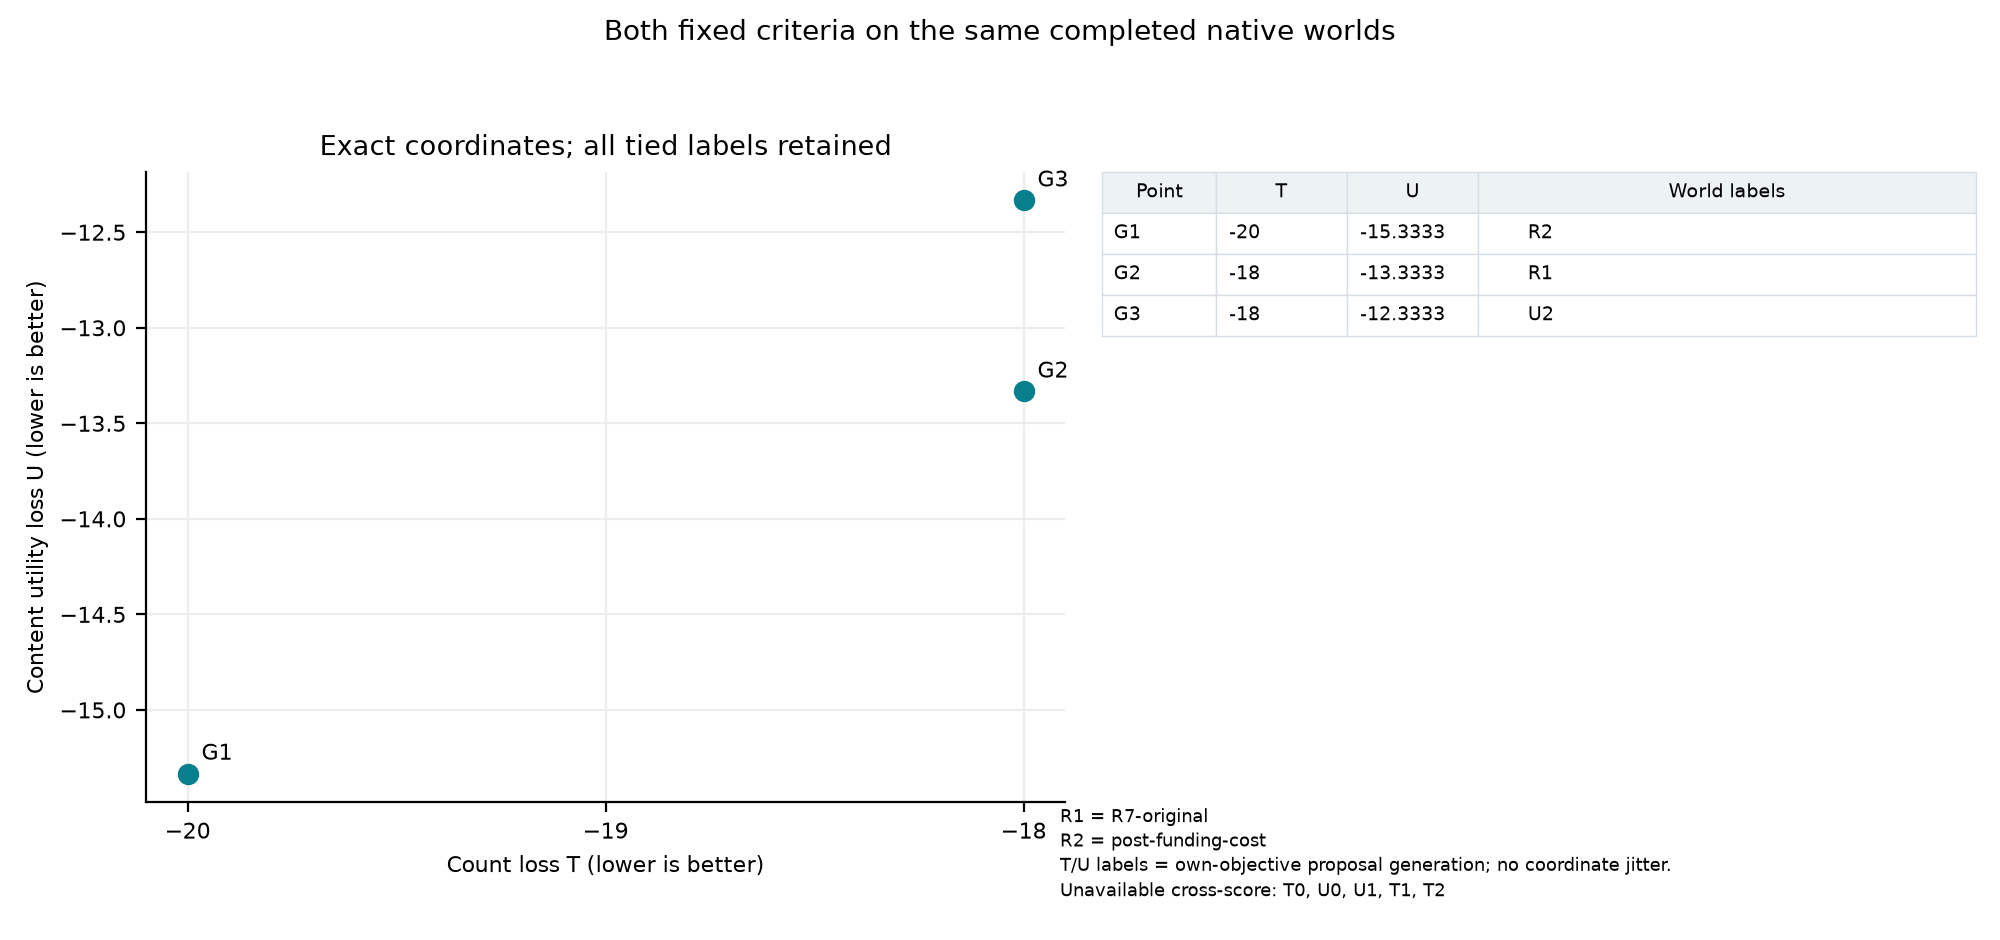 Both fixed criteria on the same completed native worlds
Exact coordinates; all tied labels retained
Content utility loss U (lower is better)
−12.5
−13.0
−13.5
−14.0
−14.5
−15.0
G3
G2
G1
−20
−19
−18
Count loss T (lower is better)
Point T U World labels
G1 -20 -15.3333 R2
G2 -18 -13.3333 R1
G3 -18 -12.3333 U2
R1 = R7-original
R2 = post-funding-cost
T/U labels = own-objective proposal generation; no coordinate jitter.
Unavailable cross-score: T0, U0, U1, T1, T2